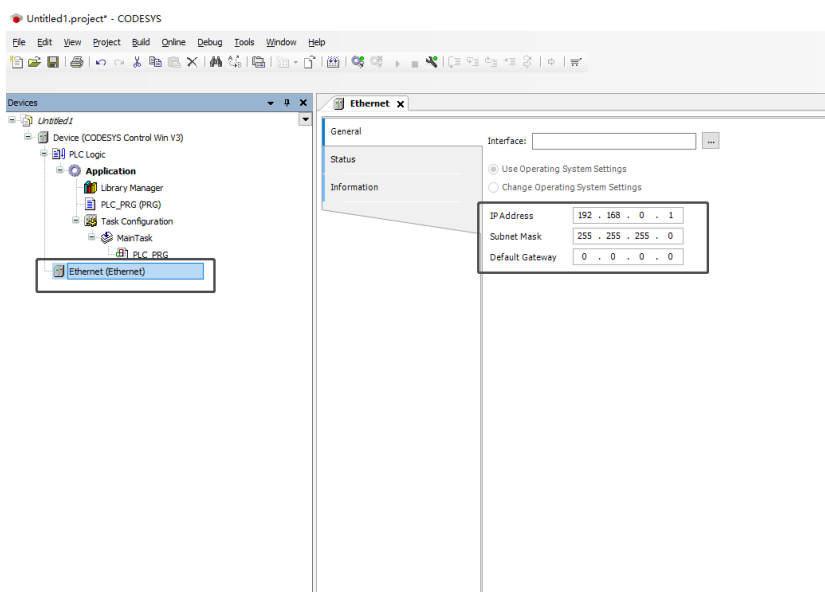 Untitled1.project* - CODESYS
File Edit View Project Build Online Debug Tools Window Help
Devices
Untitled1
Device (CODESYS Control Win V3)
PLC Logic
Application
Library Manager
PLC_PRG (PRG)
Task Configuration
MainTask
PLC_PRG
Ethernet (Ethernet)
Ethernet
General
Status
Information
Interface:
...
Use Operating System Settings
Change Operating System Settings
IP Address 192 . 168 . 0 . 1
Subnet Mask 255 . 255 . 255 . 0
Default Gateway 0 . 0 . 0 . 0